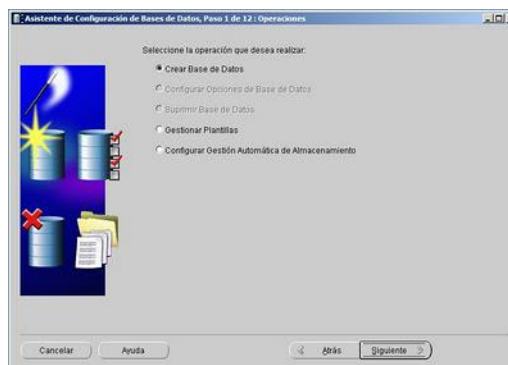 Asistente de Configuración de Bases de Datos, Paso 1 de 12 : Operaciones
Seleccione la operación que desea realizar:
Crear Base de Datos
Configurar Opciones de Base de Datos
Suprimir Base de Datos
Gestionar Plantillas
Configurar Gestión Automática de Almacenamiento
Cancelar
Ayuda
Atrás
Siguiente